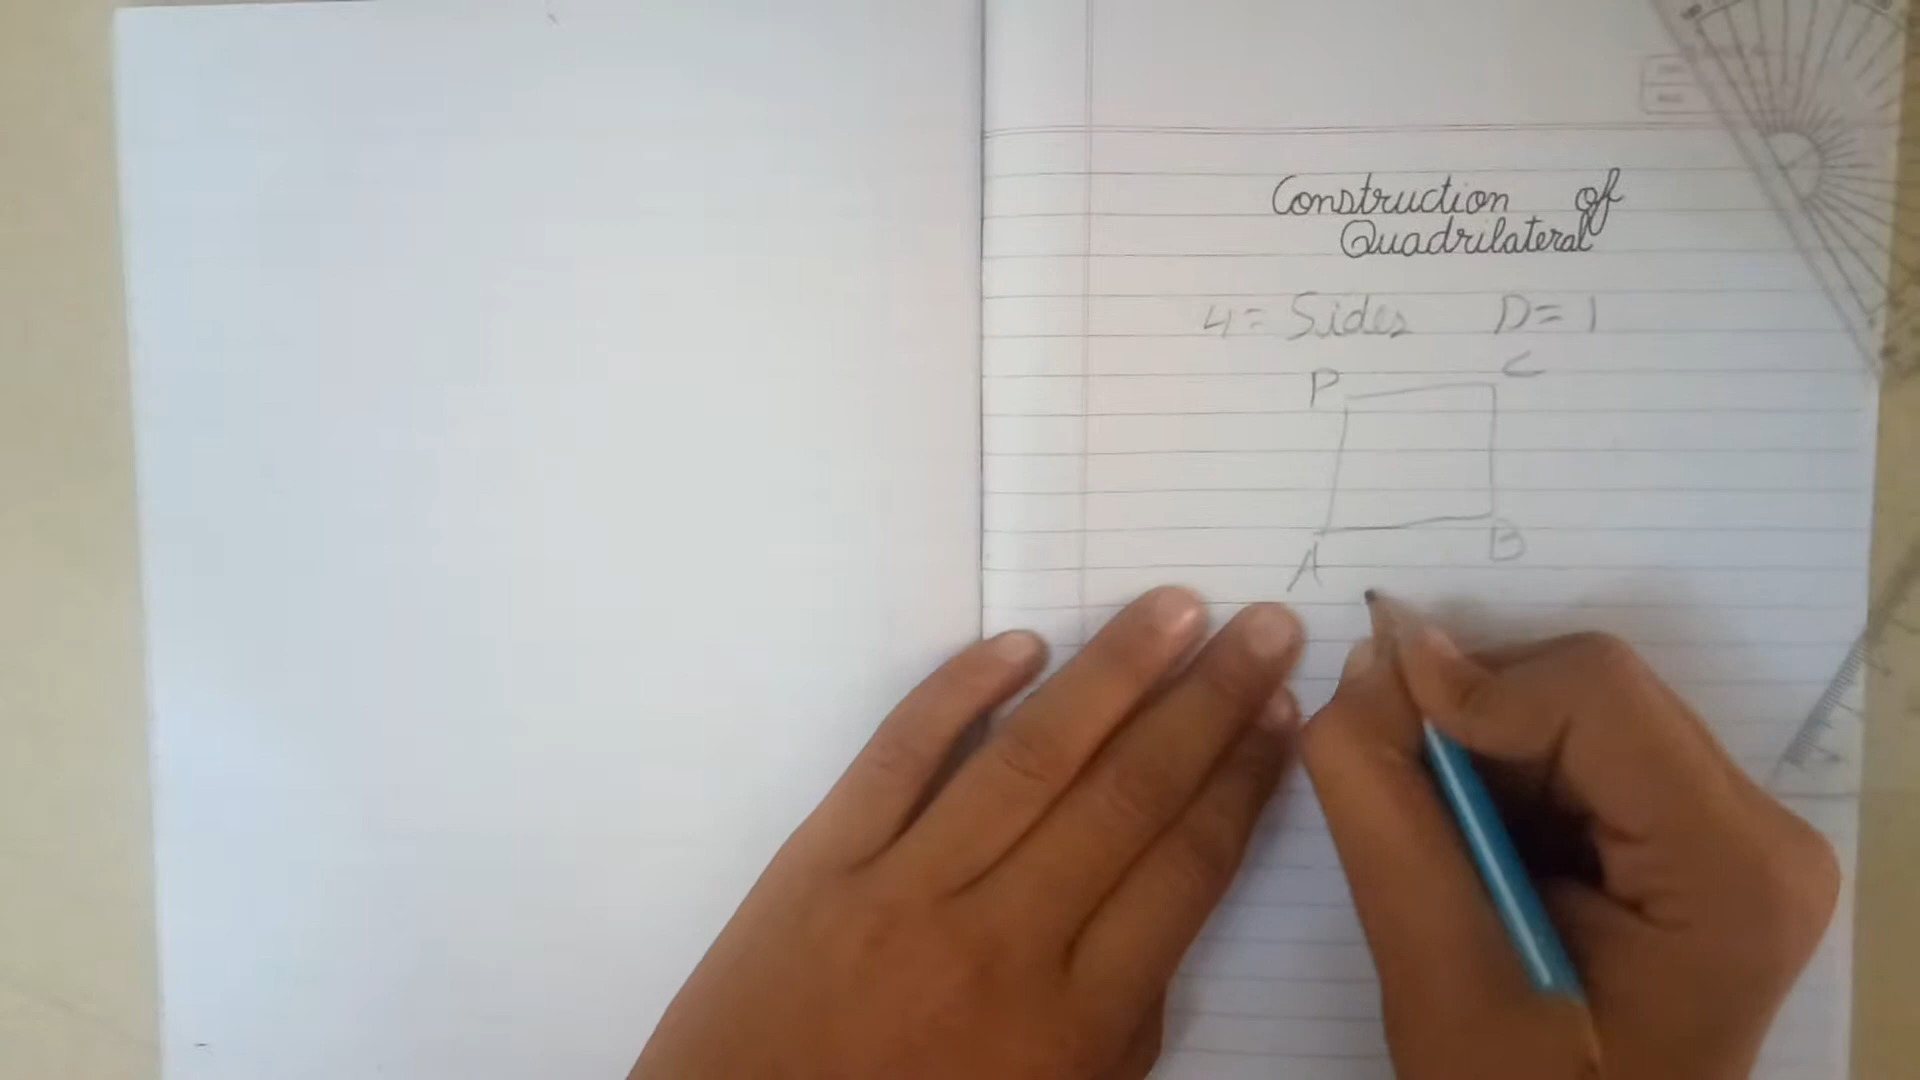 Construction of
Quadrilateral
4 = Sides D = 1
P C
A B